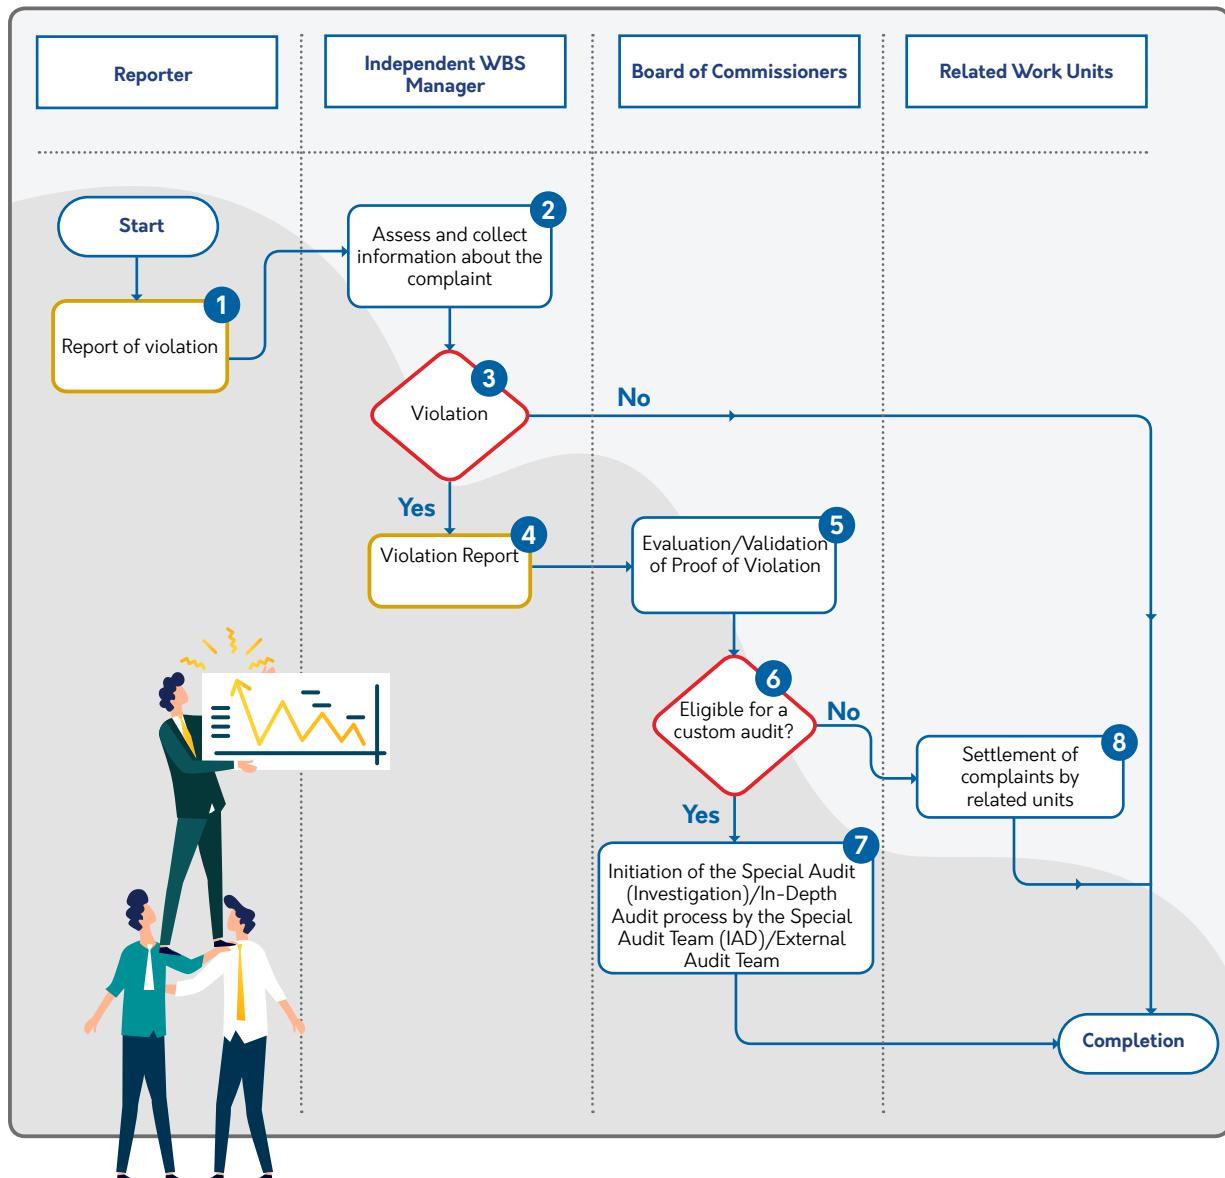 Reporter
Independent WBS
Manager
Board of Commissioners
Related Work Units
Start
1
Report of violation
2
Assess and collect
information about the
complaint
3
Violation
No
Yes
4
Violation Report
5
Evaluation/Validation
of Proof of Violation
6
Eligible for a
custom audit?
No
Yes
8
Settlement of
complaints by
related units
7
Initiation of the Special Audit
(Investigation)/In-Depth
Audit process by the Special
Audit Team (IAD)/External
Audit Team
Completion